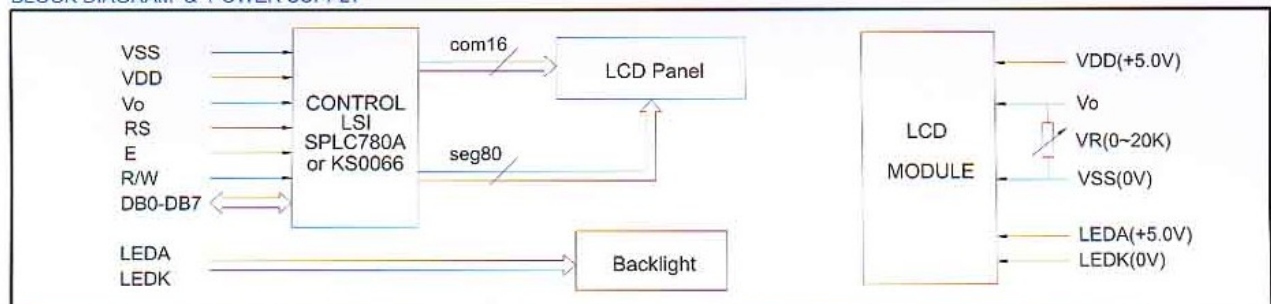 VSS
VDD
Vo
RS
E
R/W
DB0-DB7
CONTROL
LSI
SPLC780A
or KS0066
com16
seg80
LCD Panel
LEDA
LEDK
Backlight
LCD
MODULE
VDD(+5.0V)
Vo
VR(0~20K)
VSS(0V)
LEDA(+5.0V)
LEDK(0V)